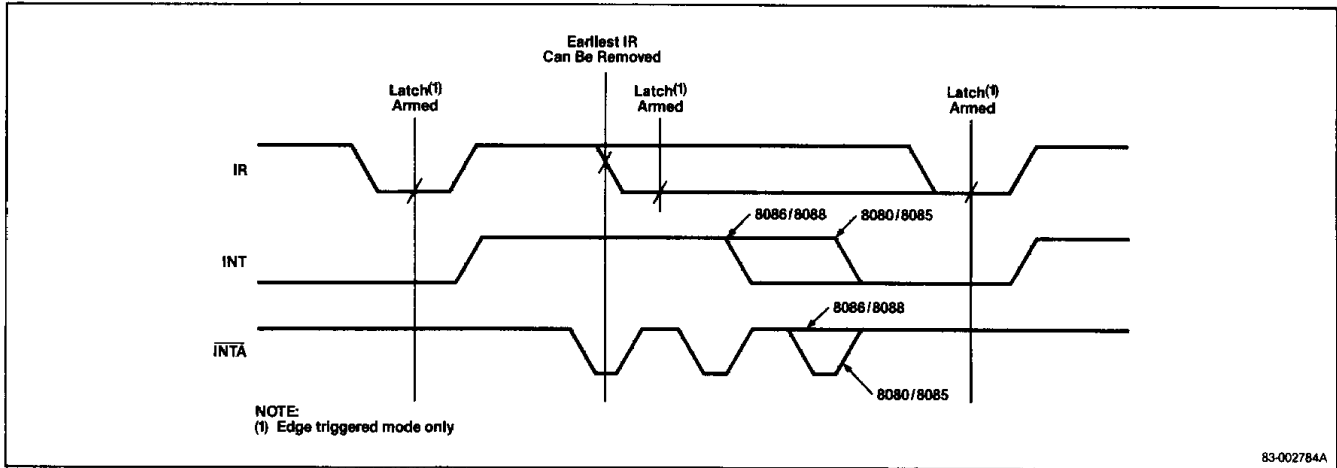 Earliest IR
Can Be Removed
Latch(1)
Armed
Latch(1)
Armed
Latch(1)
Armed
IR
8086/8088
8080/8085
INT
8086/8088
INTA
8080/8085
NOTE:
(1) Edge triggered mode only
83-002784A